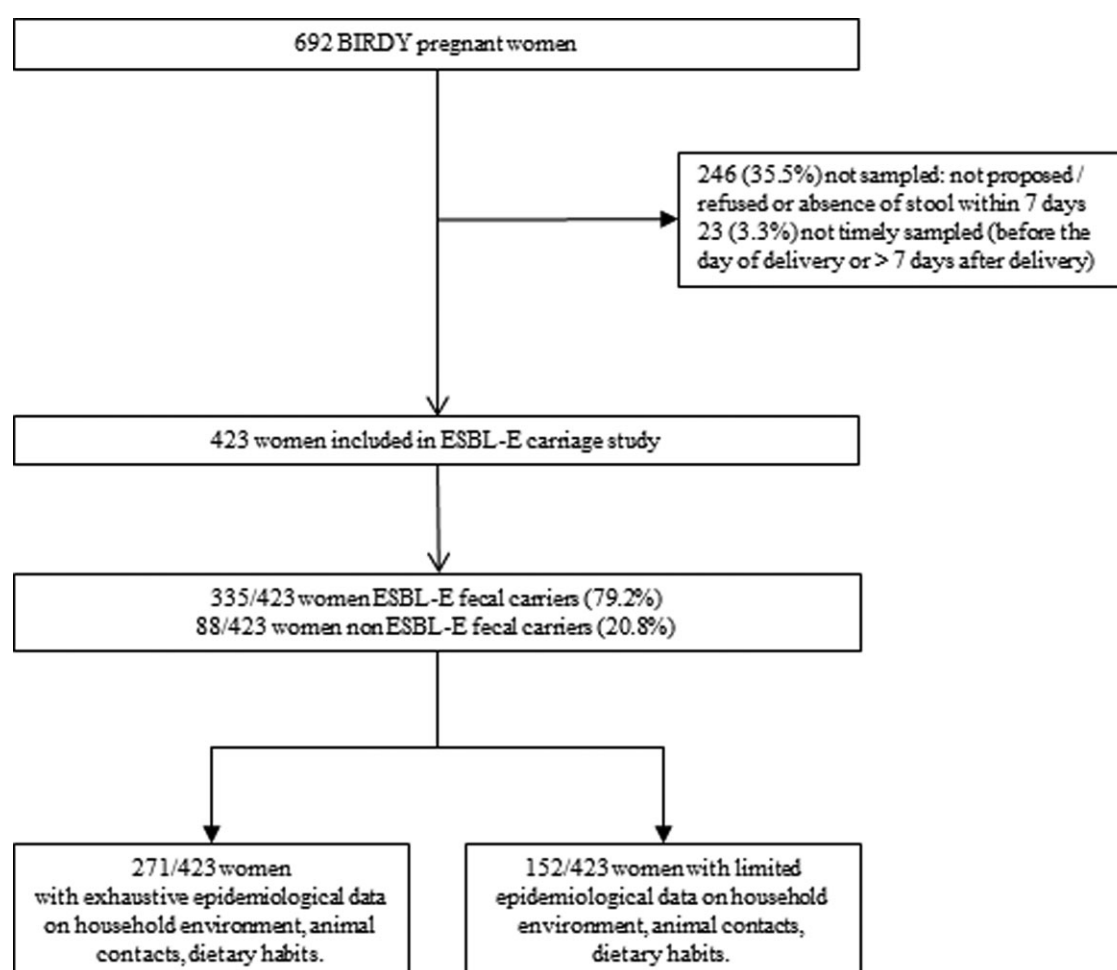 692 BIRDY pregnant women
246 (35.5%) not sampled: not proposed /
refused or absence of stool within 7 days
23 (3.3%) not timely sampled (before the
day of delivery or > 7 days after delivery)
423 women included in ESBL-E carriage study
335/423 women ESBL-E fecal carriers (79.2%)
88/423 women non ESBL-E fecal carriers (20.8%)
271/423 women
with exhaustive epidemiological data
on household environment, animal
contacts, dietary habits.
152/423 women with limited
epidemiological data on household
environment, animal contacts,
dietary habits.